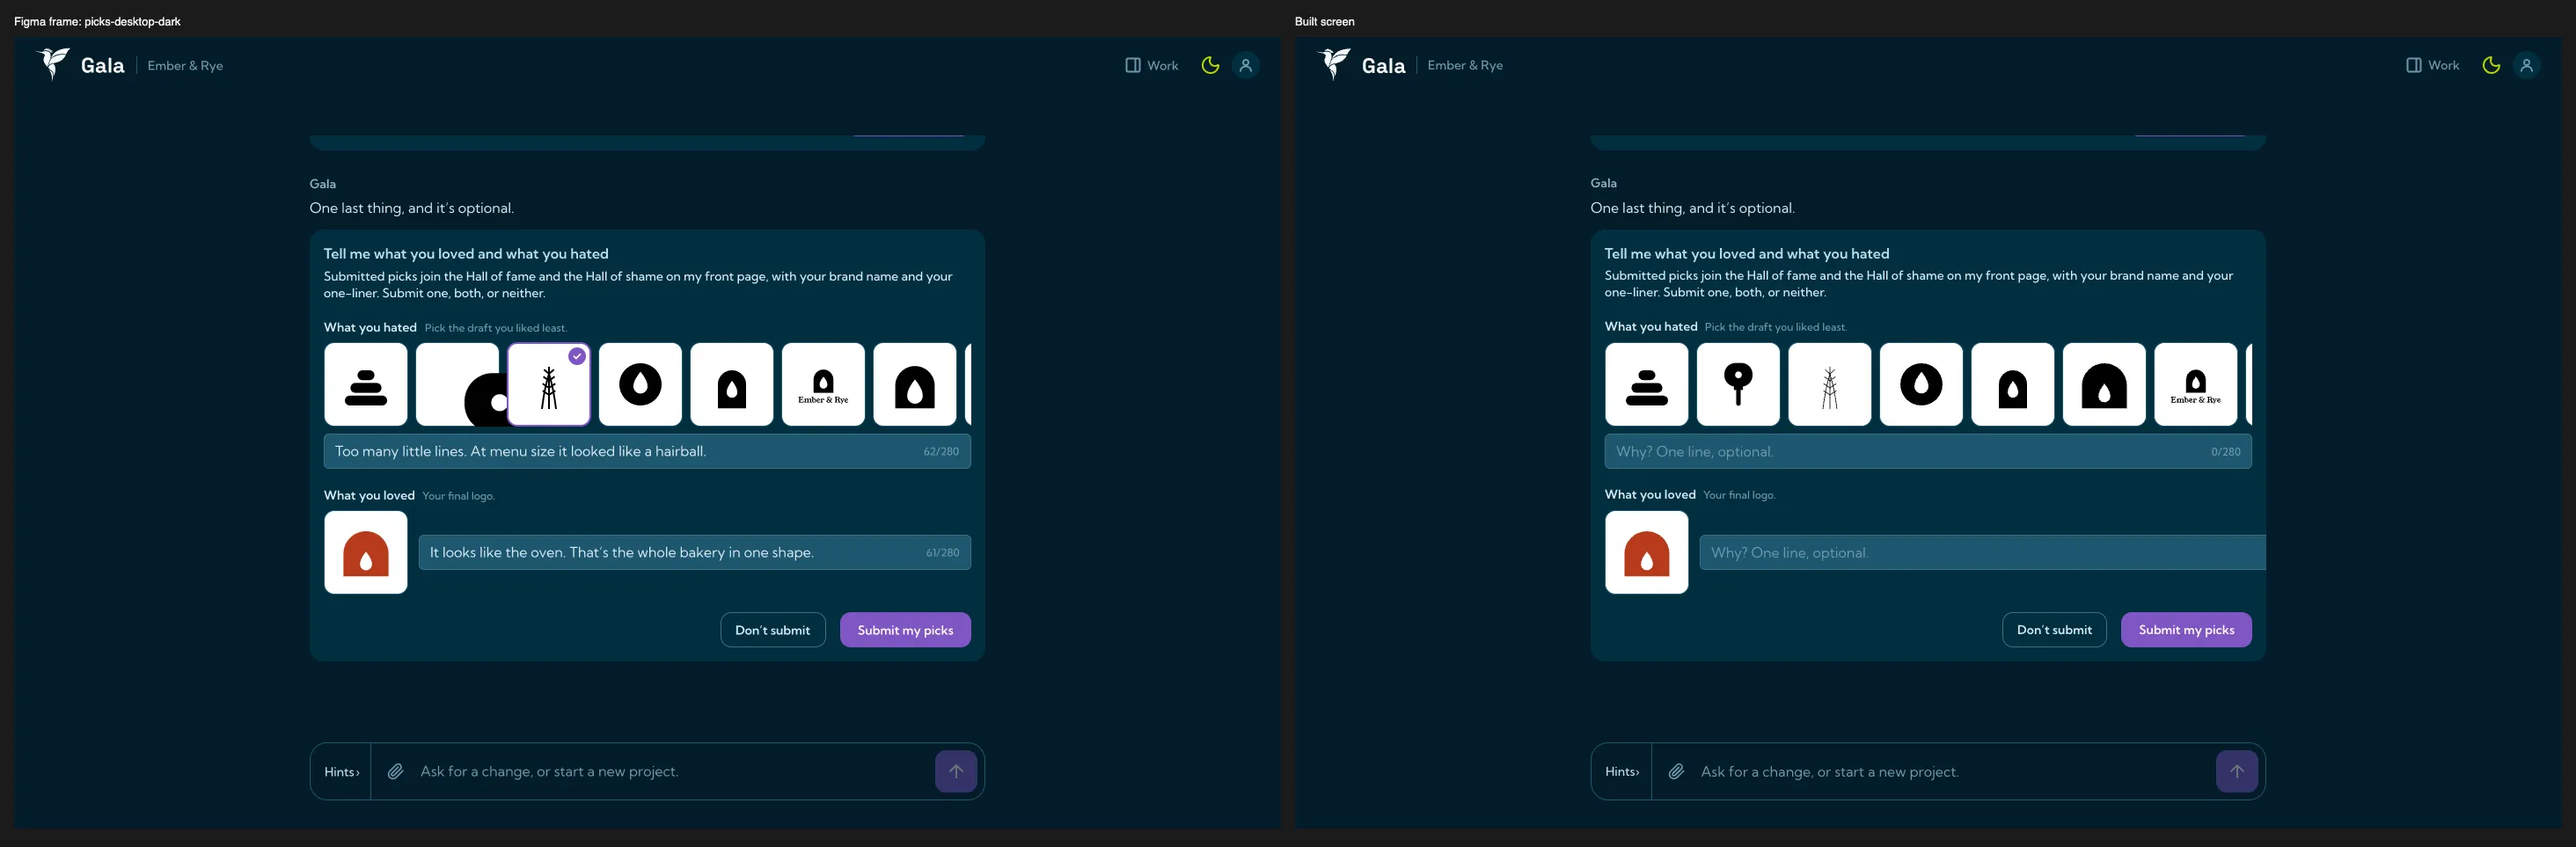 Figma frame: picks-desktop-dark
Gala
Ember & Rye
Work
Gala
One last thing, and it's optional.
Tell me what you loved and what you hated
Submitted picks join the Hall of fame and the Hall of shame on my front page, with your brand name and your
one-liner. Submit one, both, or neither.
What you hated Pick the draft you liked least.
Ember & Rye
Too many little lines. At menu size it looked like a hairball. 62/280
What you loved Your final logo.
It looks like the oven. That's the whole bakery in one shape. 61/280
Don't submit
Submit my picks
Hints›
Ask for a change, or start a new project.
Built screen
Gala
Ember & Rye
Work
Gala
One last thing, and it's optional.
Tell me what you loved and what you hated
Submitted picks join the Hall of fame and the Hall of shame on my front page, with your brand name and your
one-liner. Submit one, both, or neither.
What you hated Pick the draft you liked least.
Ember & Rye
Why? One line, optional. 0/280
What you loved Your final logo.
Why? One line, optional.
Don't submit
Submit my picks
Hints›
Ask for a change, or start a new project.